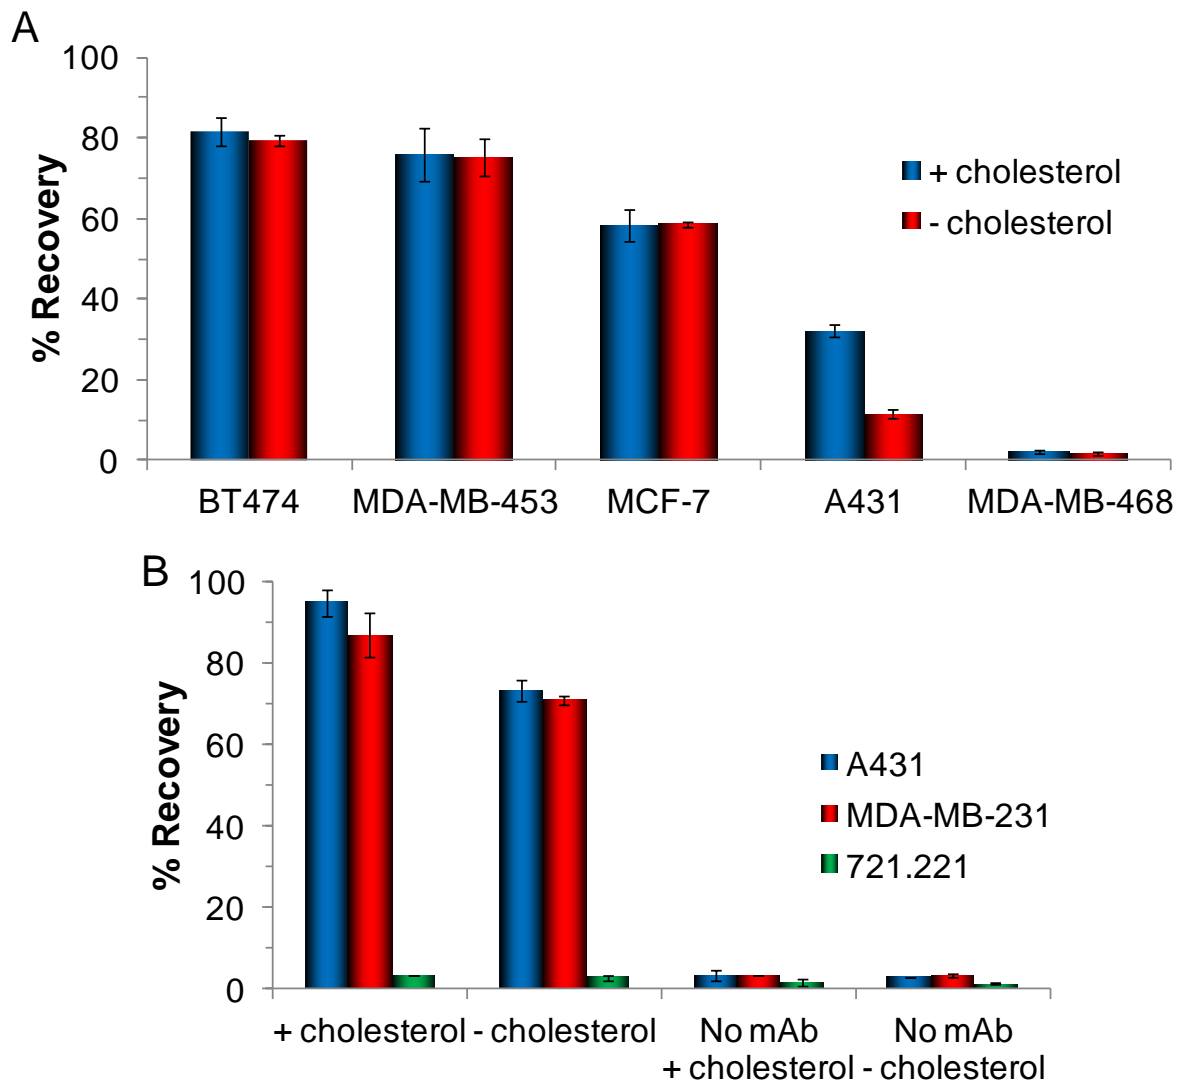 A
100
80
60
40
20
0
% Recovery
+ cholesterol
- cholesterol
BT474 MDA-MB-453 MCF-7 A431 MDA-MB-468
B
100
80
60
40
20
0
% Recovery
A431
MDA-MB-231
721.221
+ cholesterol - cholesterol No mAb No mAb
+ cholesterol - cholesterol